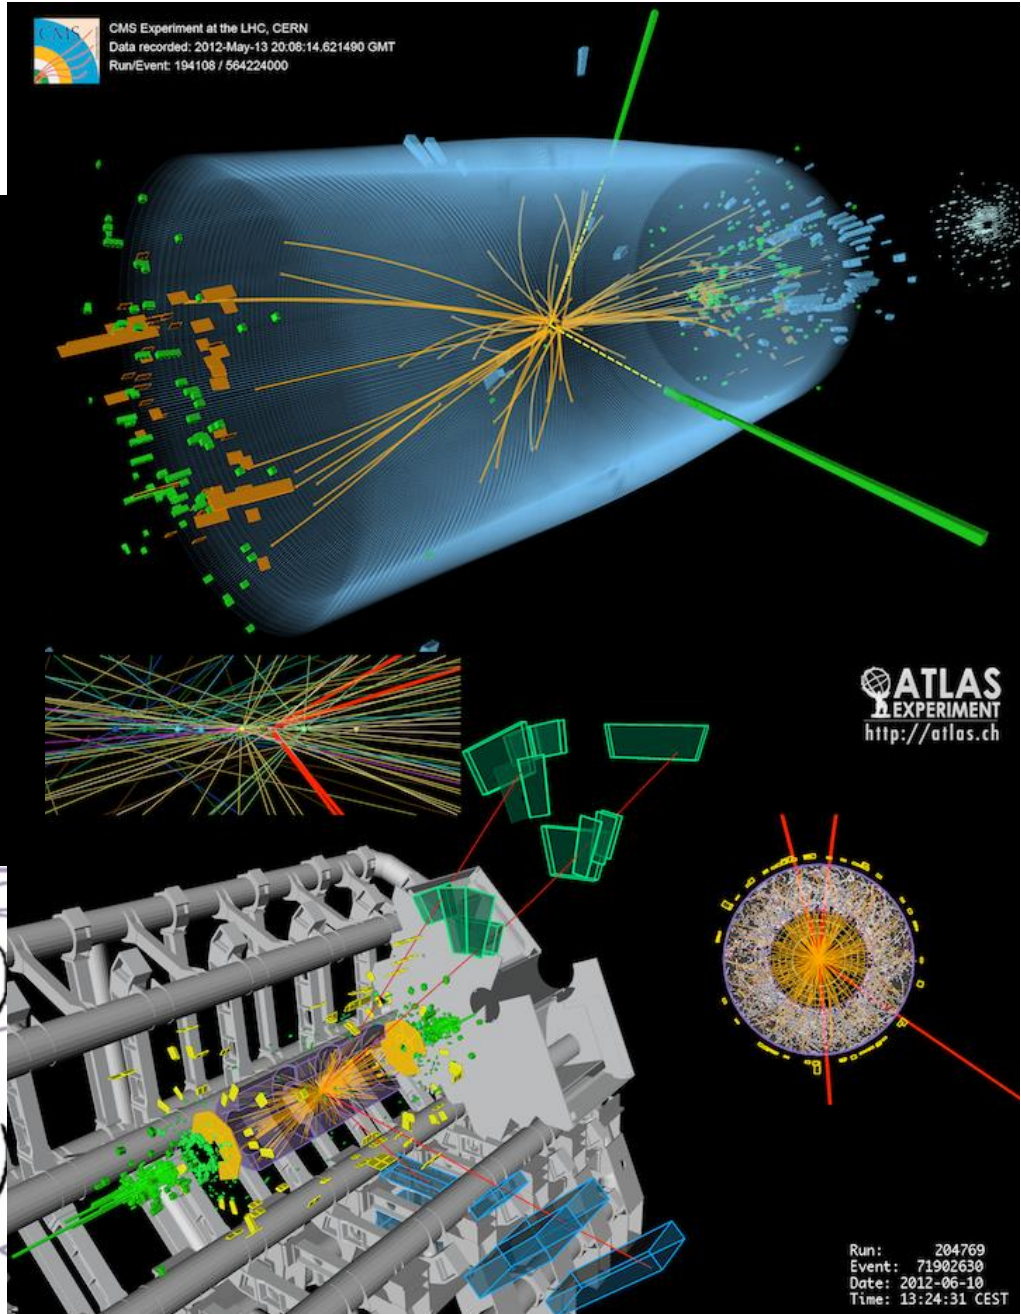 CMS
CMS Experiment at the LHC, CERN
Data recorded: 2012-May-13 20:08:14.621490 GMT
Run/Event: 194108 / 564224000
ATLAS
EXPERIMENT
http://atlas.ch
Run: 204769
Event: 71902630
Date: 2012-06-10
Time: 13:24:31 CEST